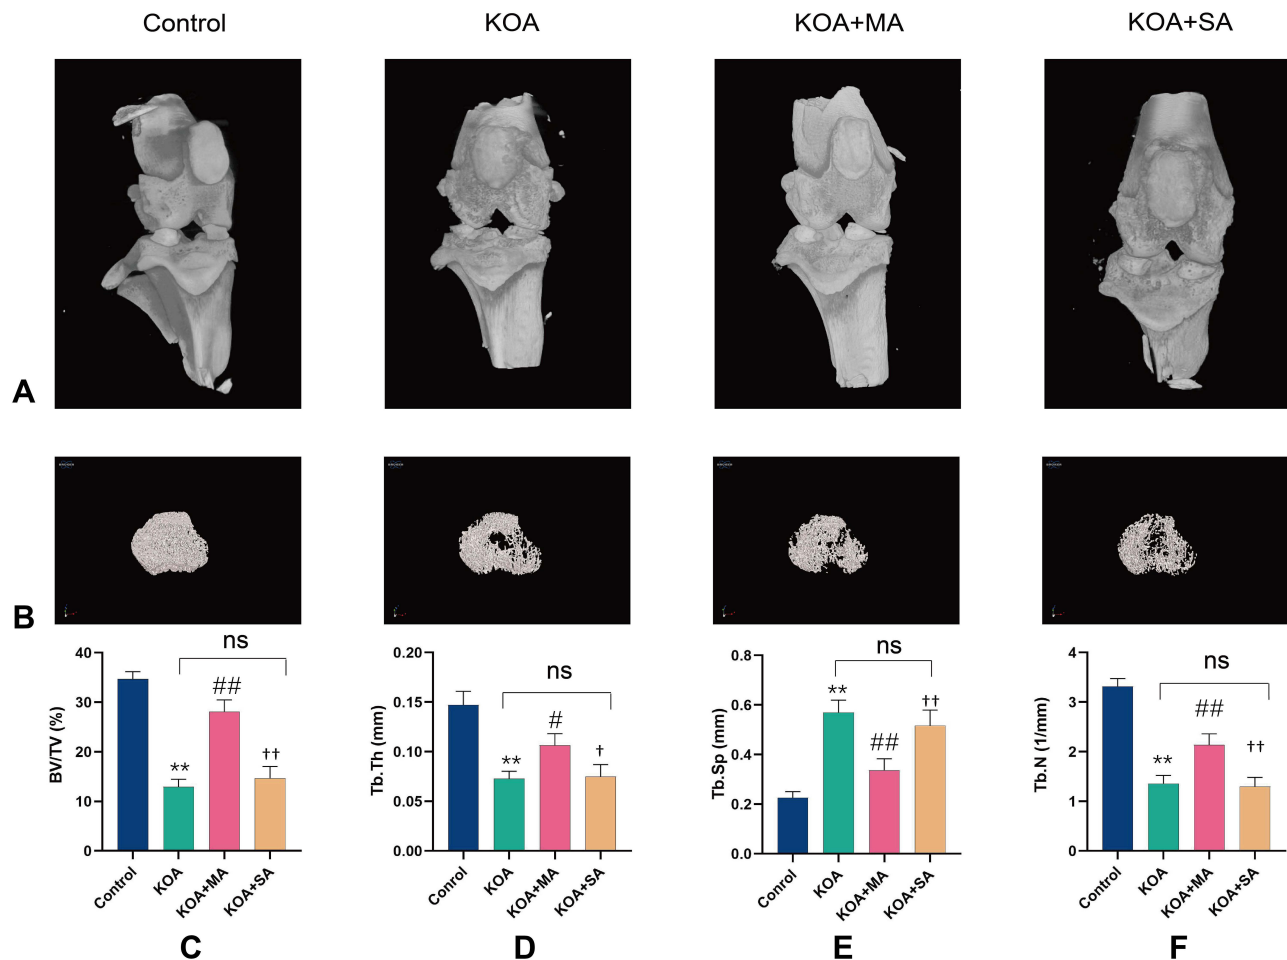 Control KOA KOA+MA KOA+SA
A
B
ns
BV/TV (%)
40
30
20
10
0
**
##
††
Control
KOA
KOA+MA
KOA+SA
C
ns
Tb.Th (mm)
0.20
0.15
0.10
0.05
0.00
**
#
†
Conrol
KOA
KOA+MA
KOA+SA
D
ns
Tb.Sp (mm)
0.8
0.6
0.4
0.2
0.0
**
##
††
Control
KOA
KOA+MA
KOA+SA
E
ns
Tb.N (1/mm)
4
3
2
1
0
**
##
††
Control
KOA
KOA+MA
KOA+SA
F